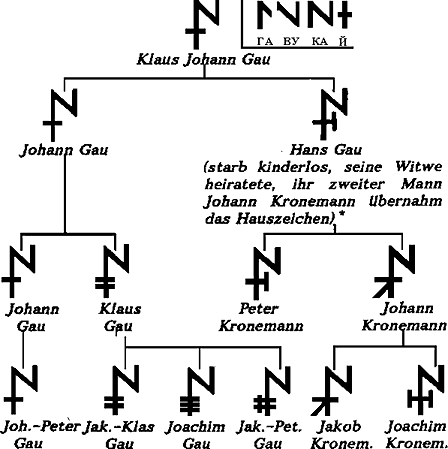 ГА ВУ КА Й
Klaus Johann Gau
Johann Gau
Hans Gau
(starb kinderlos, seine Witwe
heiratete, ihr zweiter Mann
Johann Kronemann übernahm
das Hauszeichen)*
Johann
Gau
Klaus
Gau
Peter
Kronemann
Johann
Kronemann
Joh.-Peter
Gau
Jak.-Klas
Gau
Joachim
Gau
Jak.-Pet.
Gau
Jakob
Kronem.
Joachim
Kronem.